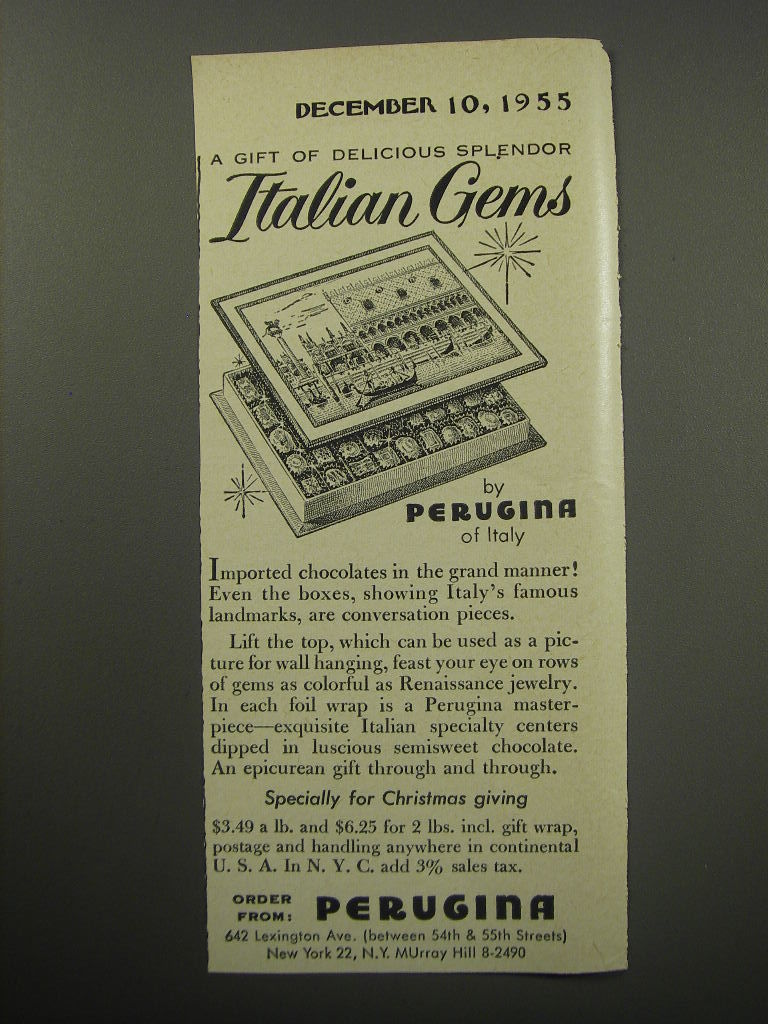 DECEMBER 10, 1955
A GIFT OF DELICIOUS SPLENDOR
Italian Gems
by
PERUGINA
of Italy
Imported chocolates in the grand manner!
Even the boxes, showing Italy's famous
landmarks, are conversation pieces.
Lift the top, which can be used as a pic-
ture for wall hanging, feast your eye on rows
of gems as colorful as Renaissance jewelry.
In each foil wrap is a Perugina master-
piece—exquisite Italian specialty centers
dipped in luscious semisweet chocolate.
An epicurean gift through and through.
Specially for Christmas giving
$3.49 a lb. and $6.25 for 2 lbs. incl. gift wrap,
postage and handling anywhere in continental
U. S. A. In N. Y. C. add 3% sales tax.
ORDER
FROM: PERUGINA
642 Lexington Ave. (between 54th & 55th Streets)
New York 22, N.Y. MUrray Hill 8-2490